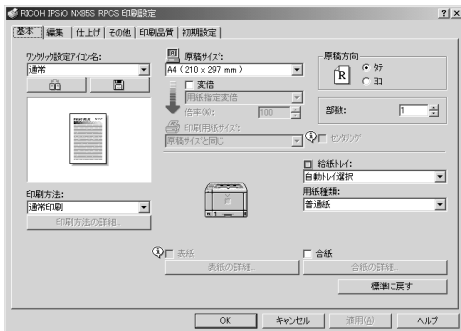 RICOH IPSiO NX85S RPCS 印刷設定
基本 編集 仕上げ その他 印刷品質 初期設定
ワンクリック設定アイコン名:
通常
原稿サイズ:
A4 (210 x 297 mm)
原稿方向
タテ
ヨコ
変倍
用紙指定変倍
倍率(%): 100
部数: 1
印刷用紙サイズ:
原稿サイズと同じ
センタリング
給紙トレイ:
自動トレイ選択
用紙種類:
普通紙
印刷方法:
通常印刷
印刷方法の詳細...
表紙
表紙の詳細...
合紙
合紙の詳細...
標準に戻す
OK キャンセル 適用(A) ヘルプ